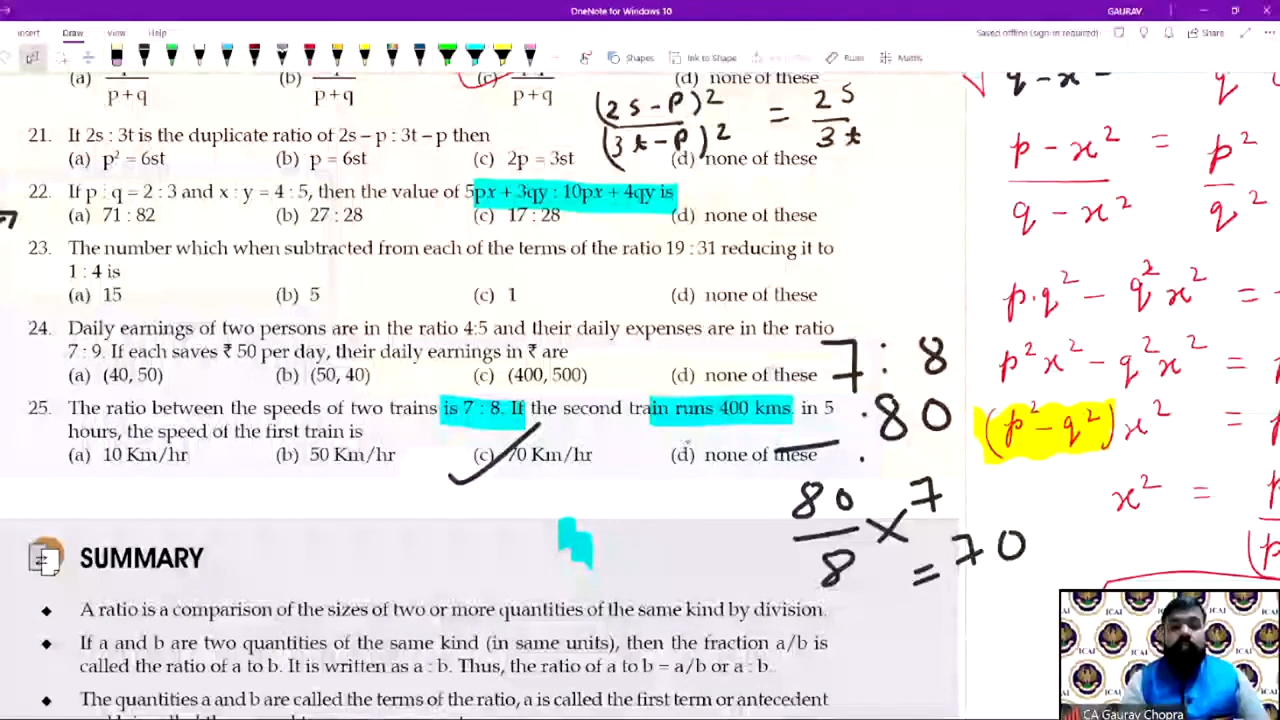 OneNote for Windows 10
GAURAV
Insert Draw View Help
Saved offline (sign in required)
Share
Shapes
Ink to Shape
Ruler
Math
(a) (b) (c) (d) none of these
p+q p+q p+q
21. If 2s : 3t is the duplicate ratio of 2s – p : 3t – p then
(a) p² = 6st (b) p = 6st (c) 2p = 3st (d) none of these
(2s-p)² / (3t-p)² = 2s / 3t
22. If p : q = 2 : 3 and x : y = 4 : 5, then the value of 5px + 3qy : 10px + 4qy is
(a) 71 : 82 (b) 27 : 28 (c) 17 : 28 (d) none of these
23. The number which when subtracted from each of the terms of the ratio 19 : 31 reducing it to
1 : 4 is
(a) 15 (b) 5 (c) 1 (d) none of these
24. Daily earnings of two persons are in the ratio 4:5 and their daily expenses are in the ratio
7 : 9. If each saves ₹ 50 per day, their daily earnings in ₹ are
(a) (40, 50) (b) (50, 40) (c) (400, 500) (d) none of these
25. The ratio between the speeds of two trains is 7 : 8. If the second train runs 400 kms. in 5
hours, the speed of the first train is
(a) 10 Km/hr (b) 50 Km/hr (c) 70 Km/hr (d) none of these
7 : 8
80
80/8 × 7
= 70
q-x
q
p-x² / q-x² = p² / q²
p.q² - q²x² =
p²x² - q²x² =
(p²-q²)x² =
x² =
SUMMARY
A ratio is a comparison of the sizes of two or more quantities of the same kind by division.
If a and b are two quantities of the same kind (in same units), then the fraction a/b is
called the ratio of a to b. It is written as a : b. Thus, the ratio of a to b = a/b or a : b.
The quantities a and b are called the terms of the ratio, a is called the first term or antecedent
ICAI
CA Gaurav Chopra